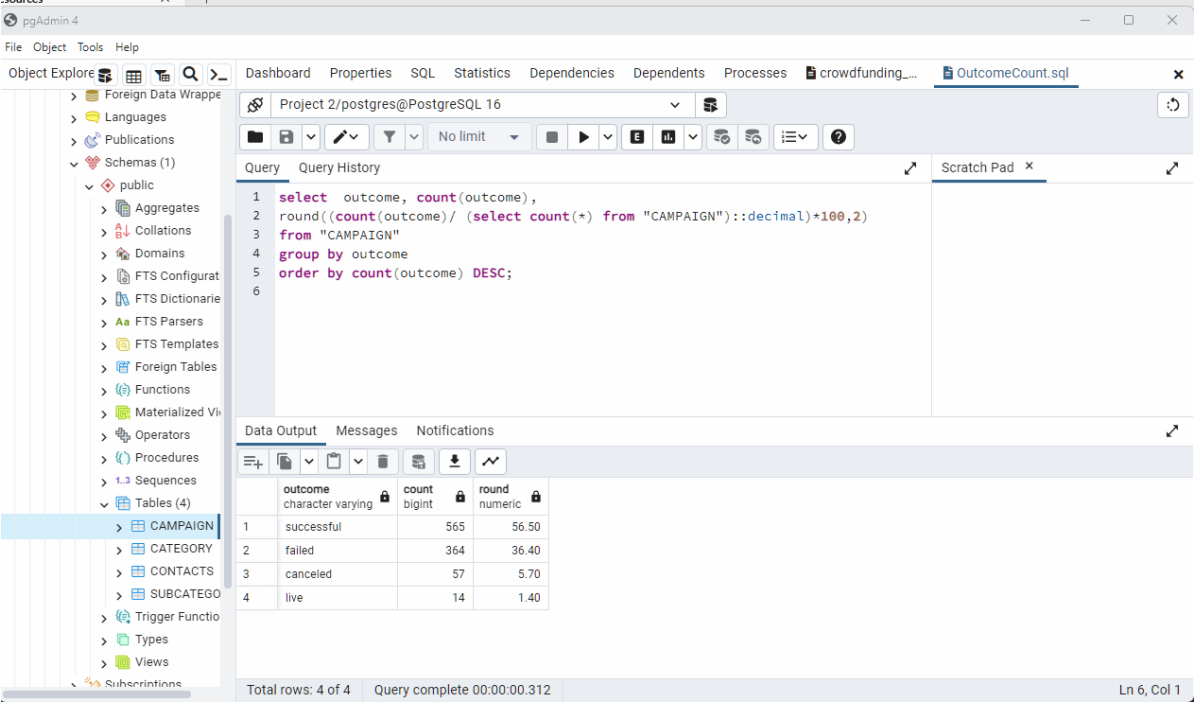 esources
pgAdmin 4
File Object Tools Help
Object Explore
Dashboard Properties SQL Statistics Dependencies Dependents Processes crowdfunding_... OutcomeCount.sql
Foreign Data Wrappe
Languages
Publications
Schemas (1)
public
Aggregates
Collations
Domains
FTS Configurat
FTS Dictionarie
FTS Parsers
FTS Templates
Foreign Tables
Functions
Materialized Vi
Operators
Procedures
1..3 Sequences
Tables (4)
CAMPAIGN
CATEGORY
CONTACTS
SUBCATEGO
Trigger Functio
Types
Views
Subscriptions
Project 2/postgres@PostgreSQL 16
No limit
Query Query History
Scratch Pad
1 select  outcome, count(outcome),
2 round((count(outcome)/ (select count(*) from "CAMPAIGN")::decimal)*100,2)
3 from "CAMPAIGN"
4 group by outcome
5 order by count(outcome) DESC;
6
Data Output Messages Notifications
outcome count round
character varying bigint numeric
1 successful 565 56.50
2 failed 364 36.40
3 canceled 57 5.70
4 live 14 1.40
Total rows: 4 of 4 Query complete 00:00:00.312 Ln 6, Col 1